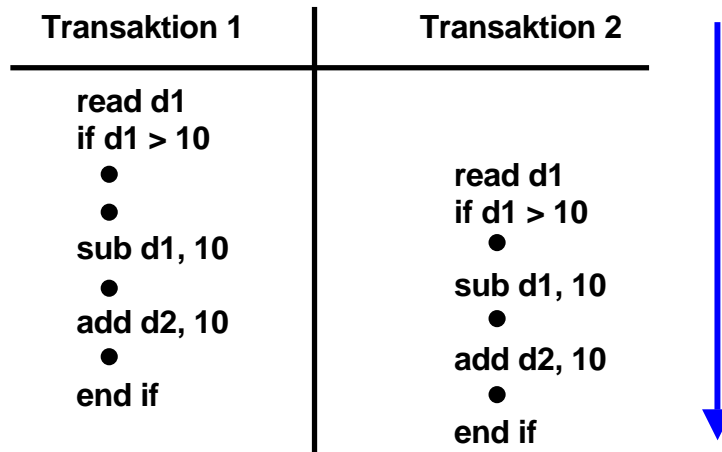 Transaktion 1
Transaktion 2
read d1
if d1 > 10
●
●
sub d1, 10
●
add d2, 10
●
end if
read d1
if d1 > 10
●
sub d1, 10
●
add d2, 10
●
end if